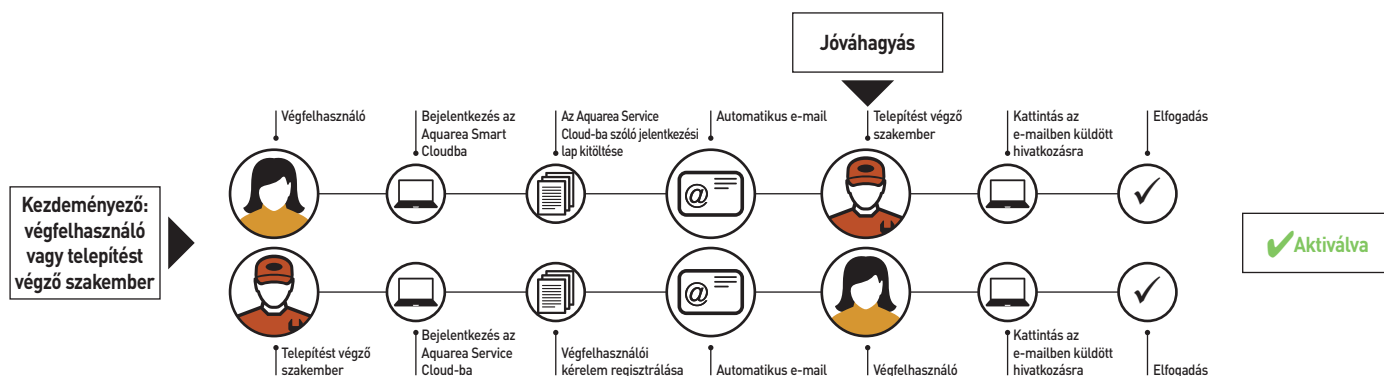 Jóváhagyás
Végfelhasználó
Bejelentkezés az
Aquarea Smart
Cloudba
Az Aquarea Service
Cloud-ba szóló jelentkezési
lap kitöltése
Automatikus e-mail
Telepítést végző
szakember
Kattintás az
e-mailben küldött
hivatkozásra
Elfogadás
Kezdeményező:
végfelhasználó
vagy telepítést
végző szakember
@
@
Aktiválva
Telepítést végző
szakember
Bejelentkezés az
Aquarea Service
Cloud-ba
Végfelhasználói
kérelem regisztrálása
Automatikus e-mail
Végfelhasználó
Kattintás az
e-mailben küldött
hivatkozásra
Elfogadás